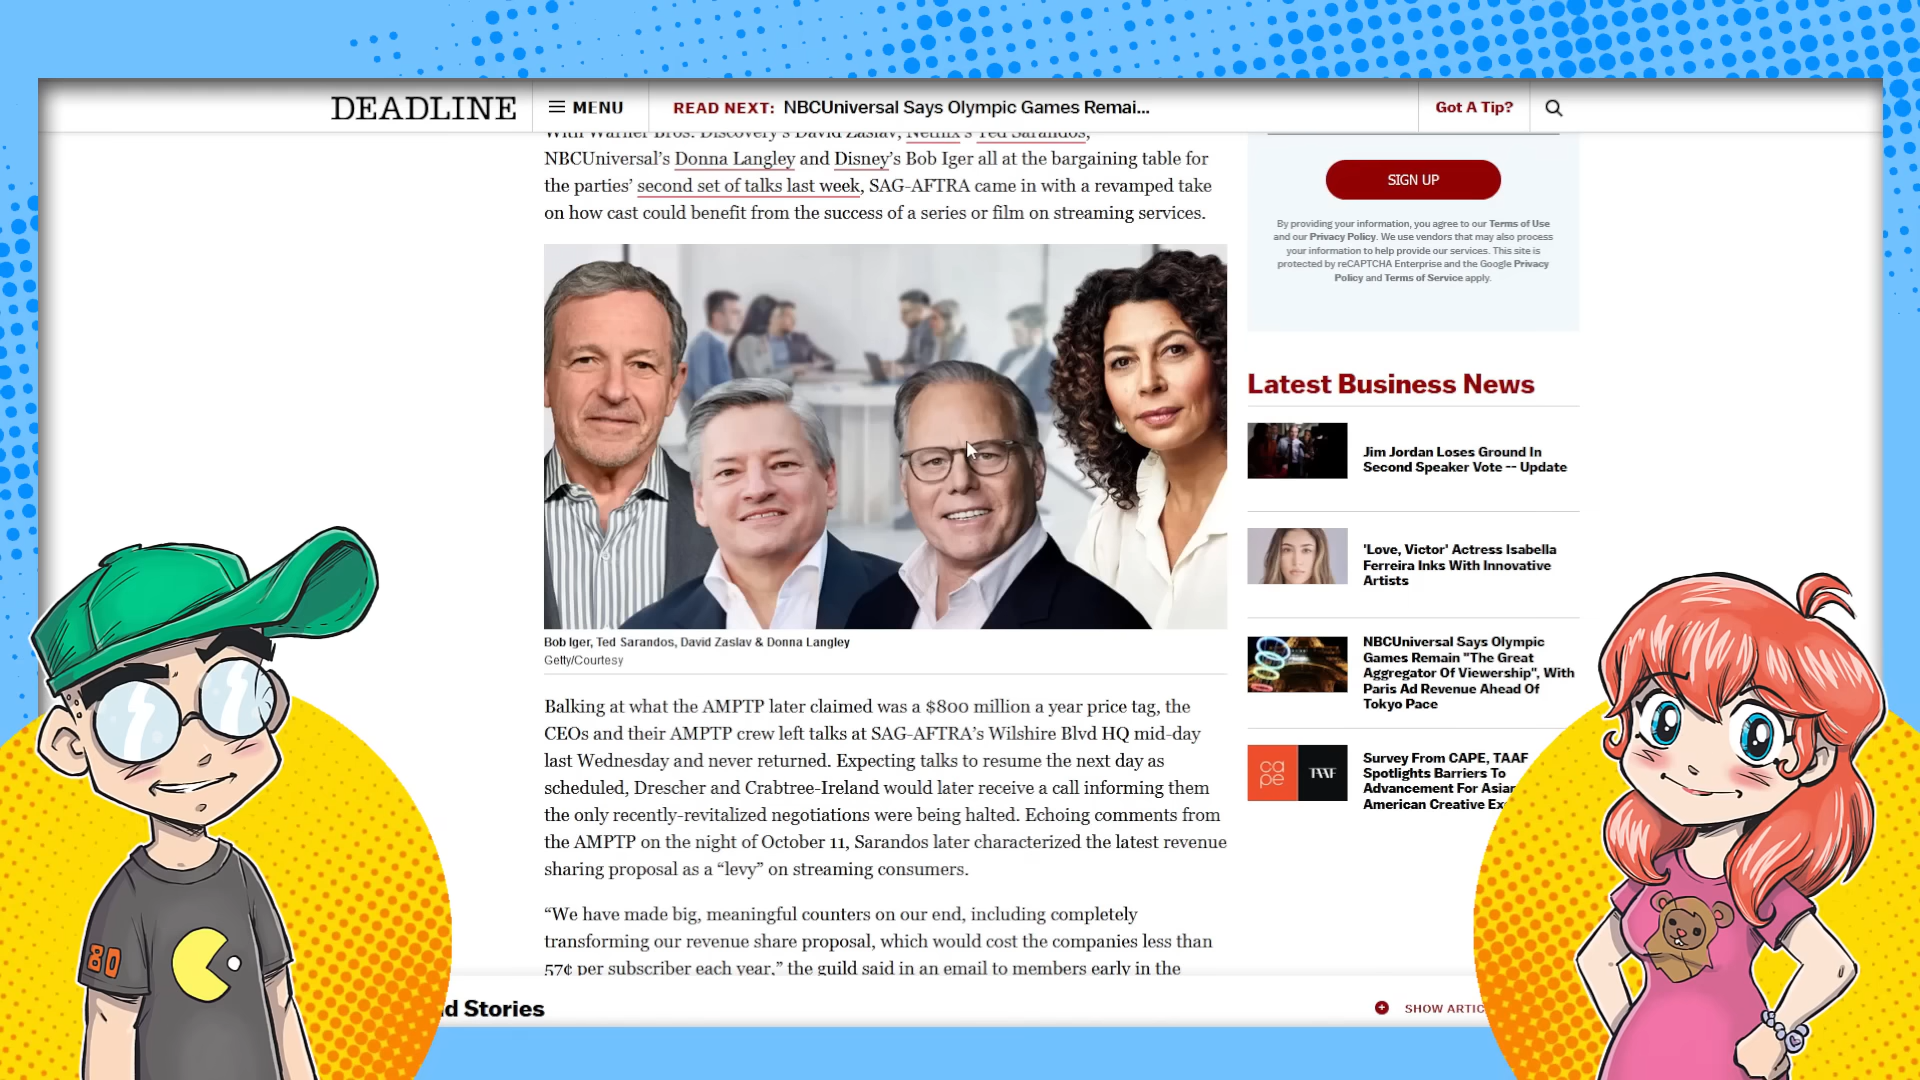 DEADLINE
MENU
READ NEXT: NBCUniversal Says Olympic Games Remai...
Got A Tip?
With Warner Bros. Discovery's David Zaslav, Netflix's Ted Sarandos,
NBCUniversal's Donna Langley and Disney's Bob Iger all at the bargaining table for
the parties' second set of talks last week, SAG-AFTRA came in with a revamped take
on how cast could benefit from the success of a series or film on streaming services.
Bob Iger, Ted Sarandos, David Zaslav & Donna Langley
Getty/Courtesy
Balking at what the AMPTP later claimed was a $800 million a year price tag, the
CEOs and their AMPTP crew left talks at SAG-AFTRA's Wilshire Blvd HQ mid-day
last Wednesday and never returned. Expecting talks to resume the next day as
scheduled, Drescher and Crabtree-Ireland would later receive a call informing them
the only recently-revitalized negotiations were being halted. Echoing comments from
the AMPTP on the night of October 11, Sarandos later characterized the latest revenue
sharing proposal as a “levy” on streaming consumers.
“We have made big, meaningful counters on our end, including completely
transforming our revenue share proposal, which would cost the companies less than
57¢ per subscriber each year,” the guild said in an email to members early in the
SIGN UP
By providing your information, you agree to our Terms of Use
and our Privacy Policy. We use vendors that may also process
your information to help provide our services. This site is
protected by reCAPTCHA Enterprise and the Google Privacy
Policy and Terms of Service apply.
Latest Business News
Jim Jordan Loses Ground In
Second Speaker Vote -- Update
'Love, Victor' Actress Isabella
Ferreira Inks With Innovative
Artists
NBCUniversal Says Olympic
Games Remain "The Great
Aggregator Of Viewership", With
Paris Ad Revenue Ahead Of
Tokyo Pace
ca
pe
TAAF
Survey From CAPE, TAAF
Spotlights Barriers To
Advancement For Asian
American Creative Ex
d Stories
SHOW ARTIC
80